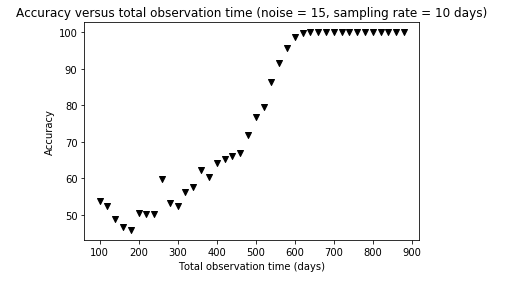 Accuracy versus total observation time (noise = 15, sampling rate = 10 days)
100
90
80
70
60
50
Accuracy
100 200 300 400 500 600 700 800 900
Total observation time (days)